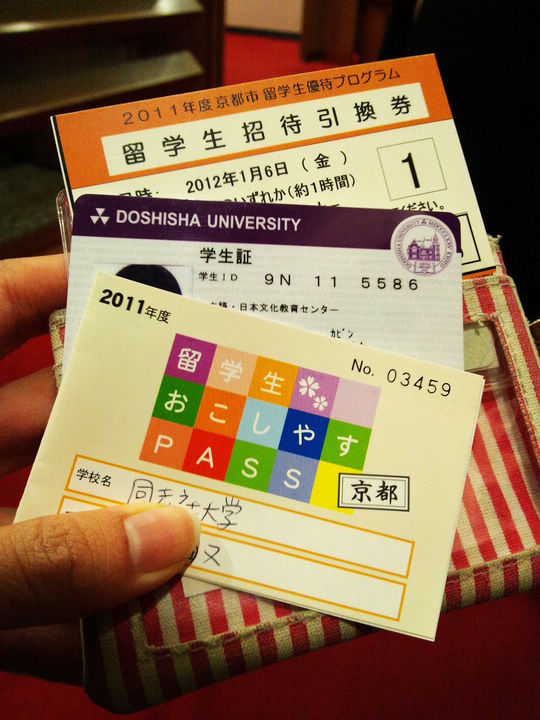 2011年度京都市留学生優待プログラム
留学生招待引換券
2012年1月6日(金)
いずれか(約1時間)
1
ださい。
DOSHISHA UNIVERSITY
学生証
学生ID 9N 11 5586
日本文化教育センター
2011年度
No. 03459
留学生
おこしやす
PASS
京都
学校名
同志社大学